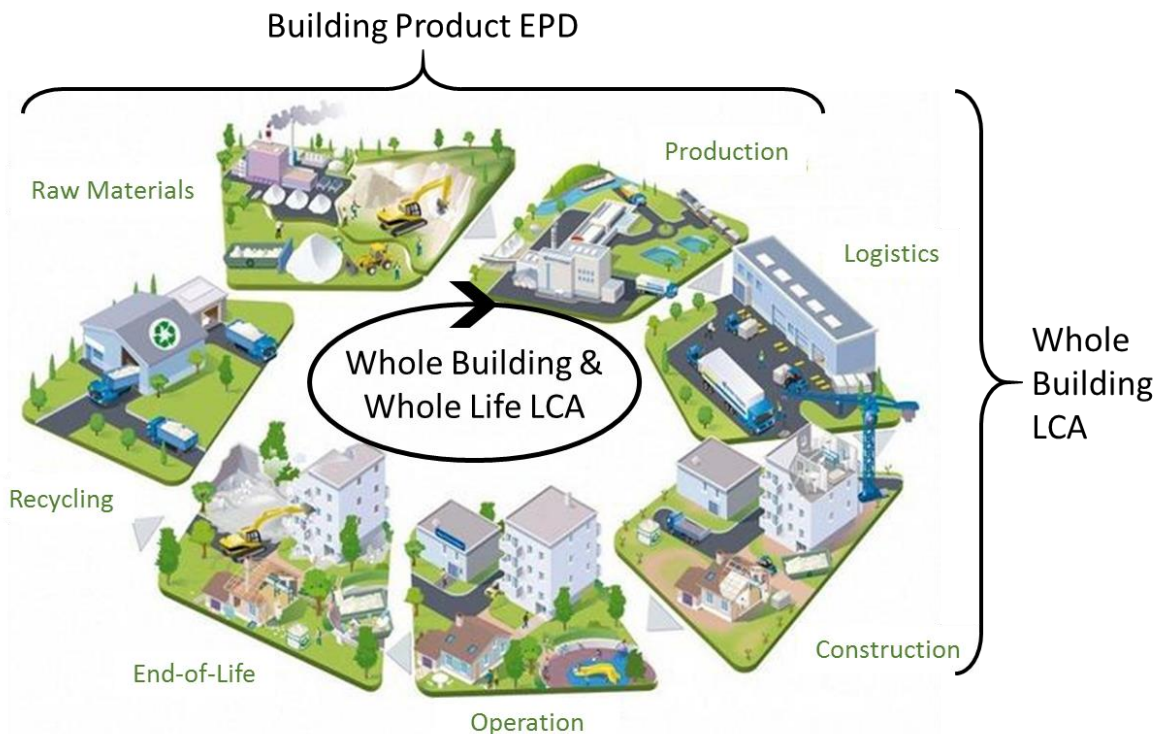 Building Product EPD
Production
Raw Materials
Logistics
Whole Building &
Whole Life LCA
Whole
Building
LCA
Recycling
Construction
End-of-Life
Operation